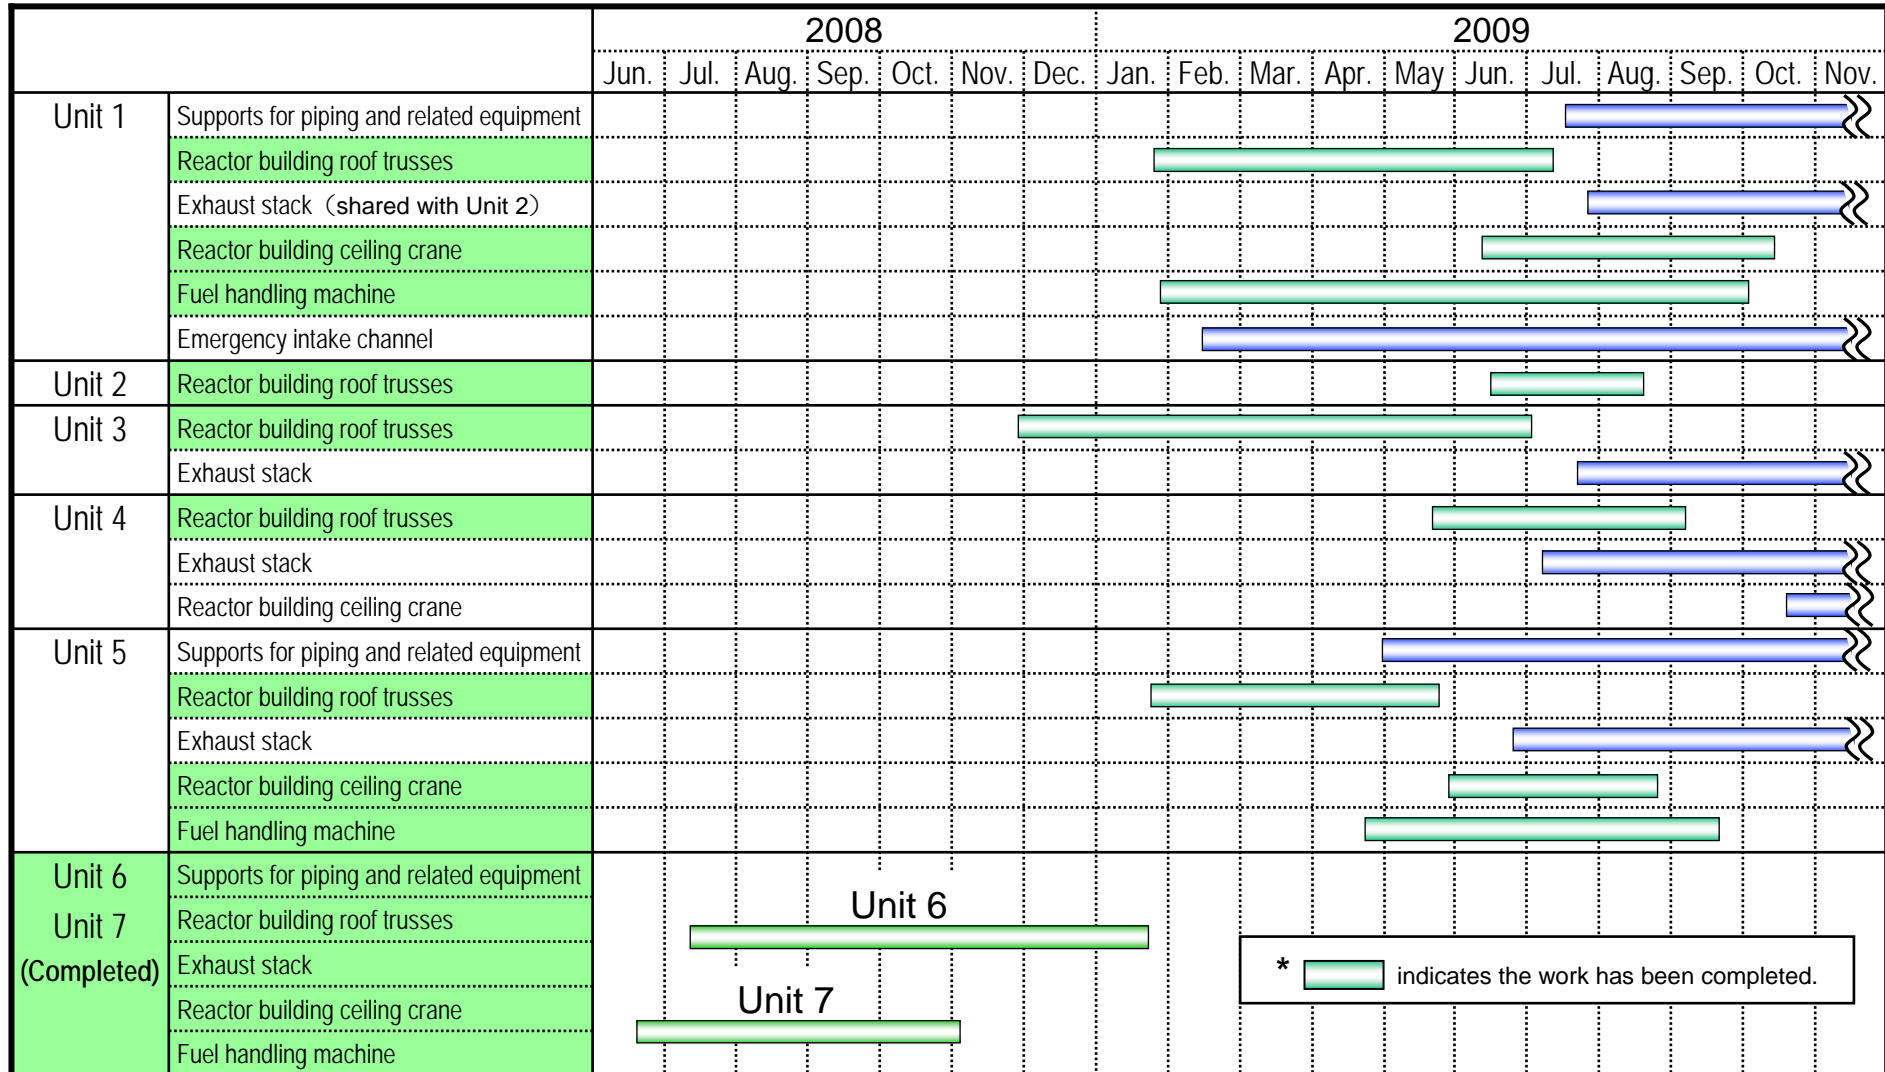 2008 2009
Jun. Jul. Aug. Sep. Oct. Nov. Dec. Jan. Feb. Mar. Apr. May Jun. Jul. Aug. Sep. Oct. Nov.
Unit 1 Supports for piping and related equipment
Reactor building roof trusses
Exhaust stack（shared with Unit 2）
Reactor building ceiling crane
Fuel handling machine
Emergency intake channel
Unit 2 Reactor building roof trusses
Unit 3 Reactor building roof trusses
Exhaust stack
Unit 4 Reactor building roof trusses
Exhaust stack
Reactor building ceiling crane
Unit 5 Supports for piping and related equipment
Reactor building roof trusses
Exhaust stack
Reactor building ceiling crane
Fuel handling machine
Unit 6 Supports for piping and related equipment
Unit 7 Reactor building roof trusses Unit 6
(Completed) Exhaust stack
* indicates the work has been completed.
Reactor building ceiling crane Unit 7
Fuel handling machine